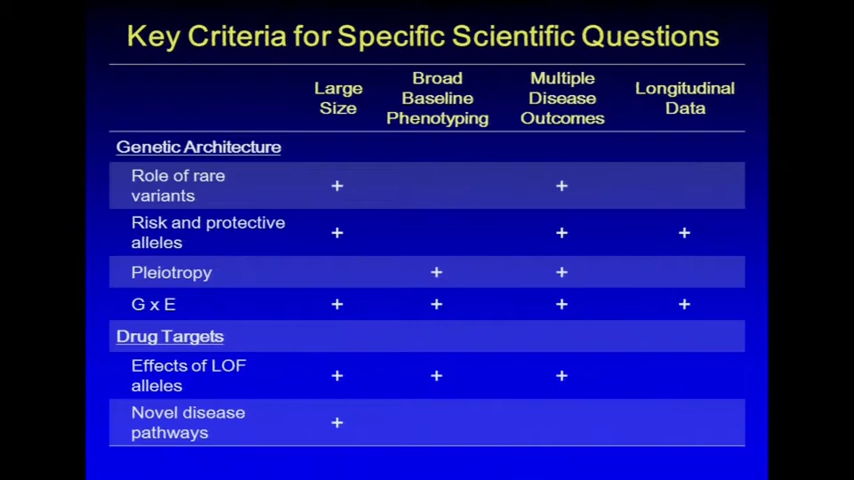 Key Criteria for Specific Scientific Questions
Large Size
Broad Baseline Phenotyping
Multiple Disease Outcomes
Longitudinal Data
Genetic Architecture
Role of rare variants + +
Risk and protective alleles + + +
Pleiotropy + +
G x E + + + +
Drug Targets
Effects of LOF alleles + + +
Novel disease pathways +